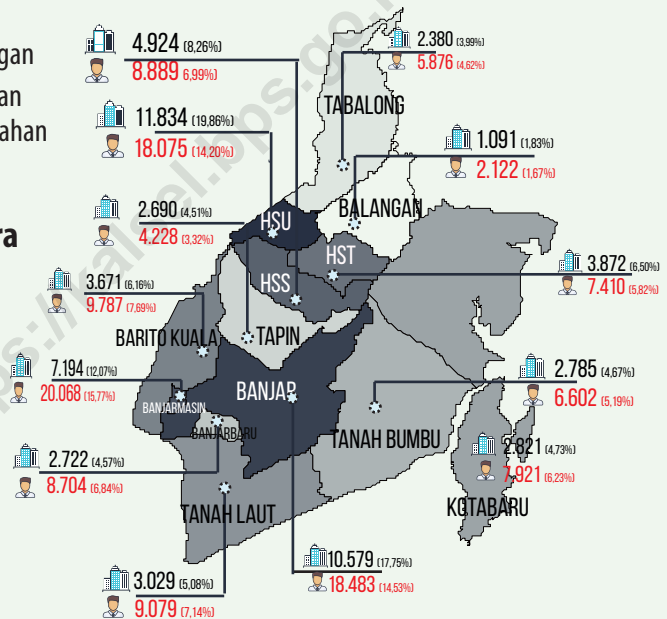 gan
an
ahan
ra
4.924 (8,26%)
8.889 6,99%)
2.380 (3,99%)
5.876 (4,62%)
TABALONG
11.834 (19,86%)
18.075 (14,20%)
1.091 (1,83%)
2.122 (1,67%)
BALANGAN
2.690 (4,51%)
4.228 (3,32%)
HSU
HST
3.872 (6,50%)
7.410 (5,82%)
HSS
3.671 (6,16%)
9.787 (7,69%)
BARITO KUALA
TAPIN
7.194 (12,07%)
20.068 (15,77%)
BANJARMASIN
BANJAR
2.785 (4,67%)
6.602 (5,19%)
BANJARBARU
TANAH BUMBU
2.722 (4,57%)
8.704 (6,84%)
2.821 (4,73%)
7.921 (6,23%)
KOTABARU
TANAH LAUT
10.579 (17,75%)
18.483 (14,53%)
3.029 (5,08%)
9.079 (7,14%)
ps://kalsel.bps.go.i